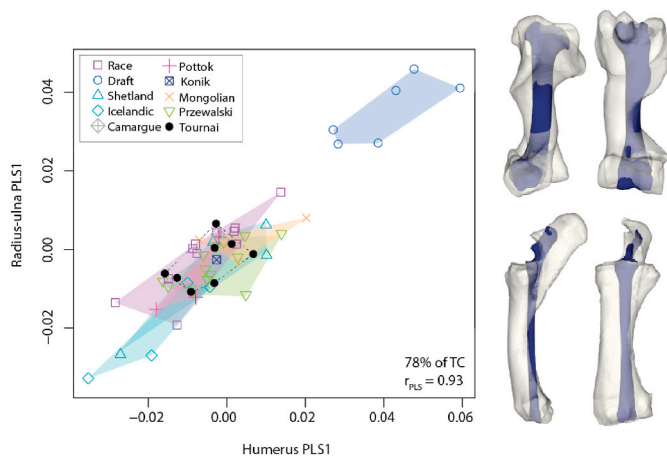 Race
Draft
Shetland
Icelandic
Camargue
Pottok
Konik
Mongolian
Przewalski
Tournai
Radius-ulna PLS1
0.04
0.02
0.00
−0.02
78% of TC
rPLS = 0.93
−0.02
0.00
0.02
0.04
0.06
Humerus PLS1